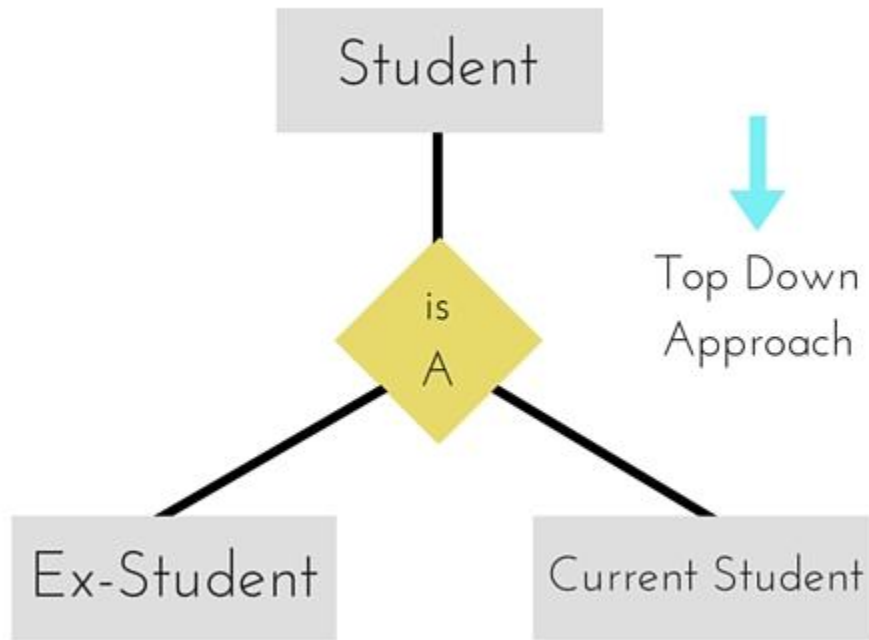 Student
is
A
Top Down
Approach
Ex-Student
Current Student